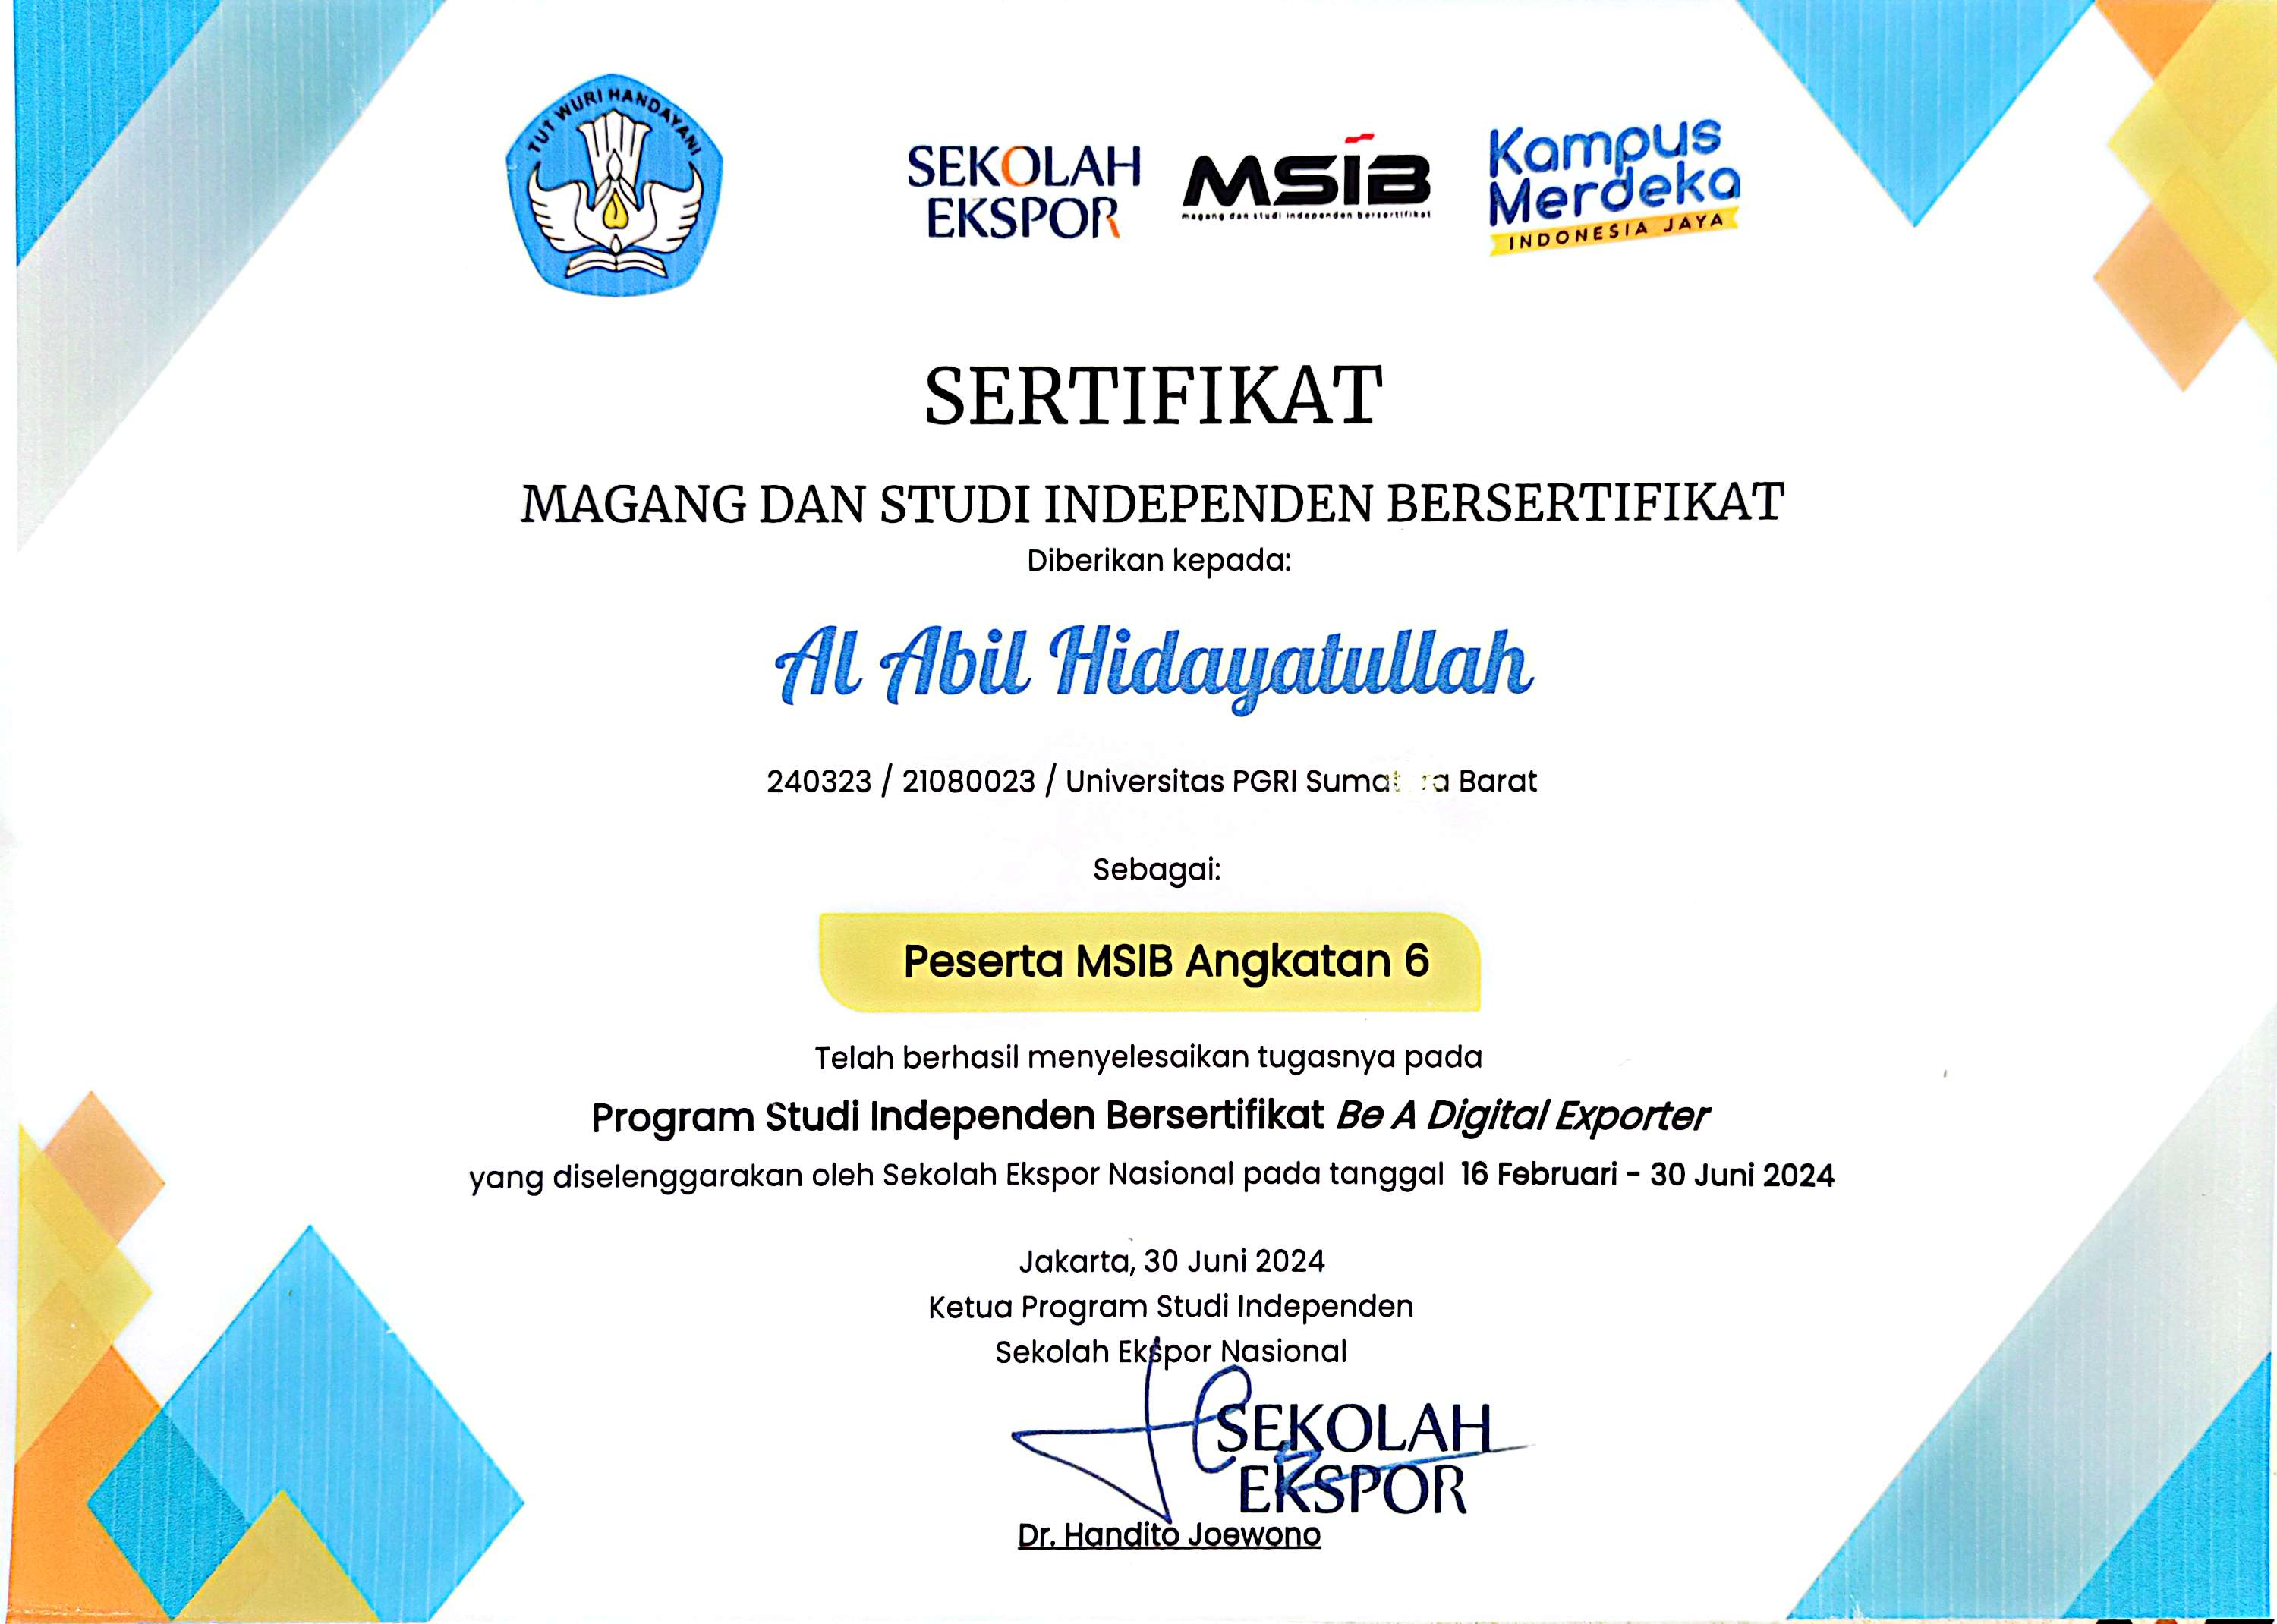 TUT WURI HANDAYANI
SEKOLAH
EKSPOR
MSIB
magang dan studi independen bersertifikat
Kampus
Merdeka
INDONESIA JAYA
SERTIFIKAT
MAGANG DAN STUDI INDEPENDEN BERSERTIFIKAT
Diberikan kepada:
Al Abil Hidayatullah
240323 / 21080023 / Universitas PGRI Sumatera Barat
Sebagai:
Peserta MSIB Angkatan 6
Telah berhasil menyelesaikan tugasnya pada
Program Studi Independen Bersertifikat Be A Digital Exporter
yang diselenggarakan oleh Sekolah Ekspor Nasional pada tanggal 16 Februari - 30 Juni 2024
Jakarta, 30 Juni 2024
Ketua Program Studi Independen
Sekolah Ekspor Nasional
SEKOLAH
EKSPOR
Dr. Handito Joewono